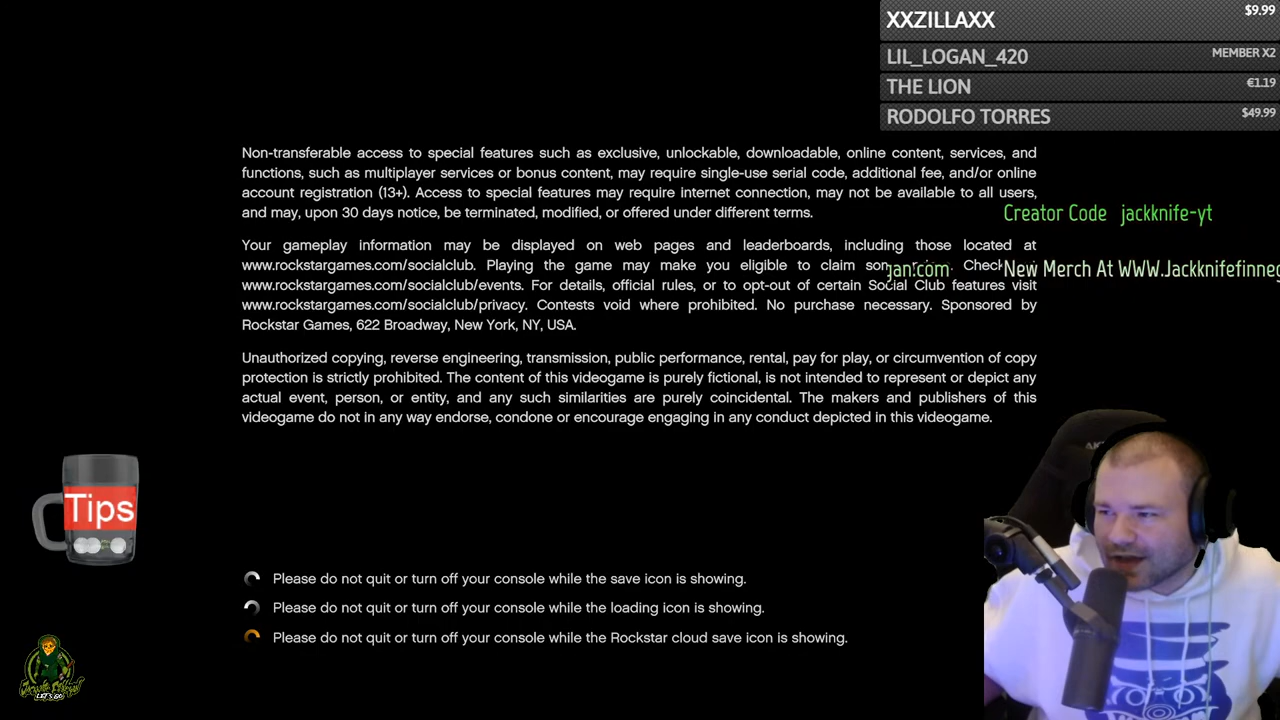 XXZILLAXX $9.99
LIL_LOGAN_420 MEMBER X2
THE LION €1.19
RODOLFO TORRES $49.99
Non-transferable access to special features such as exclusive, unlockable, downloadable, online content, services, and
functions, such as multiplayer services or bonus content, may require single-use serial code, additional fee, and/or online
account registration (13+). Access to special features may require internet connection, may not be available to all users,
and may, upon 30 days notice, be terminated, modified, or offered under different terms.
Creator Code jackknife-yt
Your gameplay information may be displayed on web pages and leaderboards, including those located at
www.rockstargames.com/socialclub. Playing the game may make you eligible to claim Check
gan.com New Merch At WWW.Jackknifefinneg
www.rockstargames.com/socialclub/events. For details, official rules, or to opt-out of certain Social Club features visit
www.rockstargames.com/socialclub/privacy. Contests void where prohibited. No purchase necessary. Sponsored by
Rockstar Games, 622 Broadway, New York, NY, USA.
Unauthorized copying, reverse engineering, transmission, public performance, rental, pay for play, or circumvention of copy
protection is strictly prohibited. The content of this videogame is purely fictional, is not intended to represent or depict any
actual event, person, or entity, and any such similarities are purely coincidental. The makers and publishers of this
videogame do not in any way endorse, condone or encourage engaging in any conduct depicted in this videogame.
Tips
Please do not quit or turn off your console while the save icon is showing.
Please do not quit or turn off your console while the loading icon is showing.
Please do not quit or turn off your console while the Rockstar cloud save icon is showing.
LET'S GO